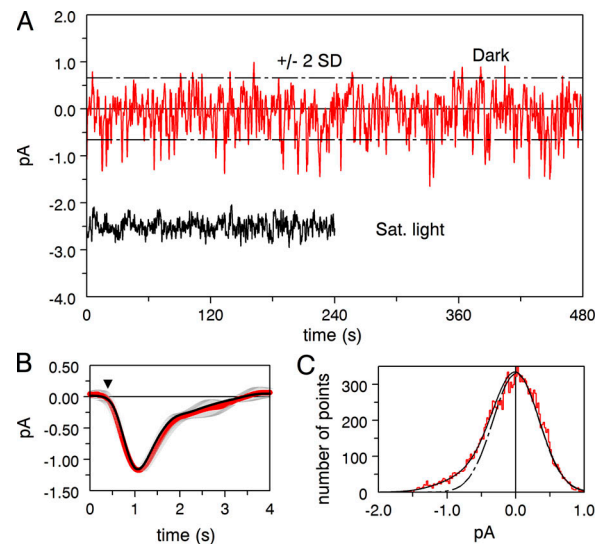 A
+/- 2 SD
Dark
2.0
1.0
0.0
-1.0
-2.0
-3.0
-4.0
pA
Sat. light
0 120 240 360 480
time (s)
B
0.50
0.00
-0.50
-1.00
-1.50
pA
0 1 2 3 4
time (s)
C
300
200
100
0
number of points
-2.0 -1.0 0.0 1.0
pA